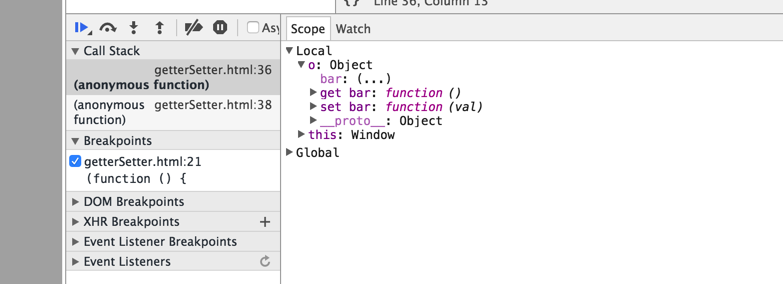 {} Line 36, Column 13
Asy
Scope Watch
Call Stack
getterSetter.html:36
(anonymous function)
(anonymous getterSetter.html:38
function)
Breakpoints
getterSetter.html:21
(function () {
DOM Breakpoints
XHR Breakpoints +
Event Listener Breakpoints
Event Listeners
Local
o: Object
bar: (...)
get bar: function ()
set bar: function (val)
__proto__: Object
this: Window
Global